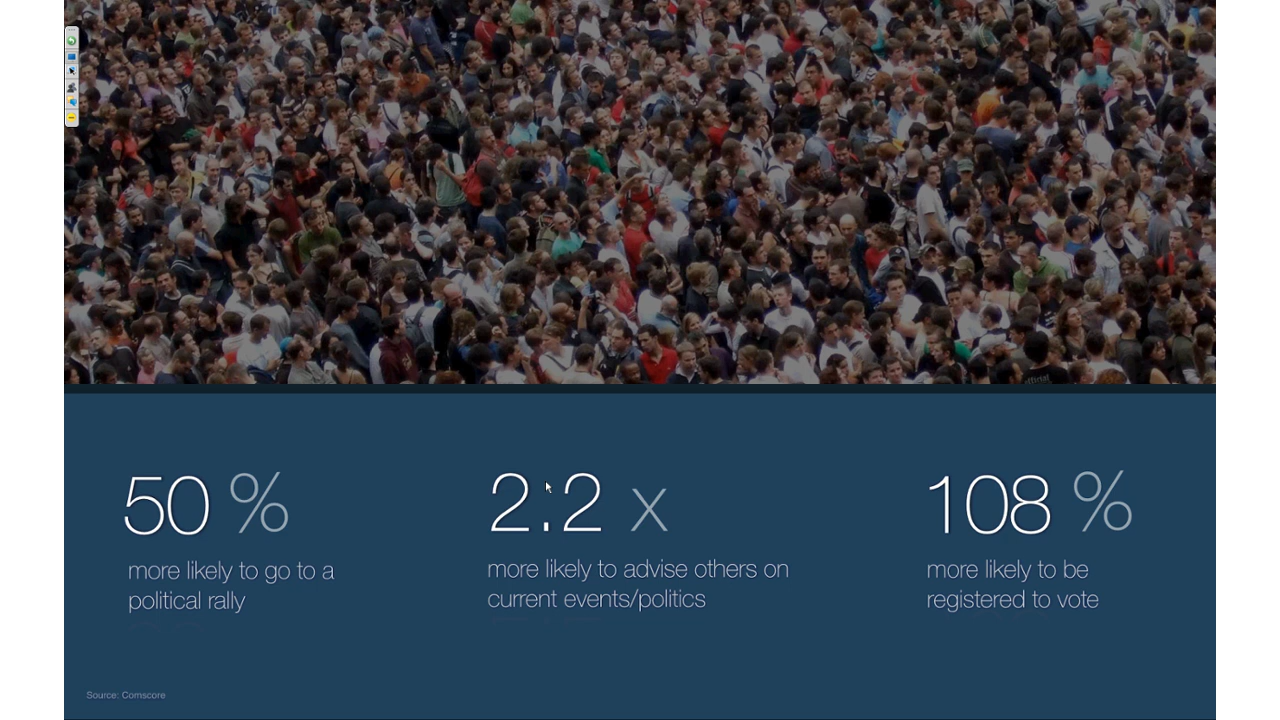 50 %
more likely to go to a
political rally
2.2 x
more likely to advise others on
current events/politics
108 %
more likely to be
registered to vote
Source: Comscore